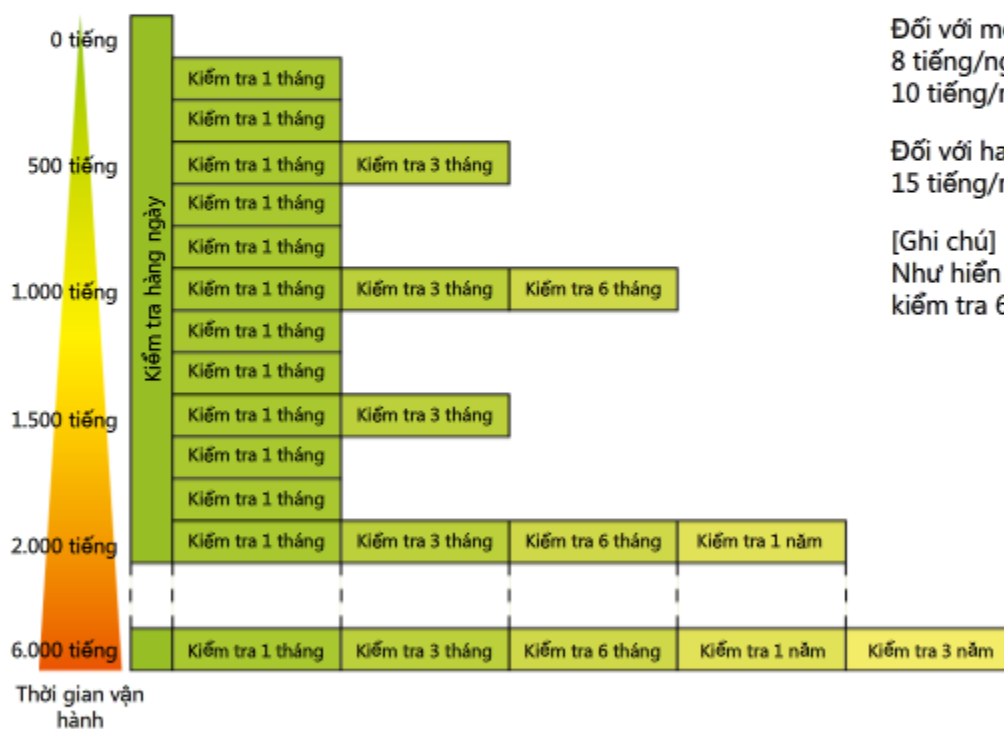 0 tiếng
Kiểm tra 1 tháng
Kiểm tra 1 tháng
500 tiếng
Kiểm tra 1 tháng
Kiểm tra 3 tháng
Kiểm tra 1 tháng
Kiểm tra 1 tháng
1.000 tiếng
Kiểm tra 1 tháng
Kiểm tra 3 tháng
Kiểm tra 6 tháng
Kiểm tra 1 tháng
Kiểm tra 1 tháng
1.500 tiếng
Kiểm tra 1 tháng
Kiểm tra 3 tháng
Kiểm tra 1 tháng
Kiểm tra 1 tháng
2.000 tiếng
Kiểm tra 1 tháng
Kiểm tra 3 tháng
Kiểm tra 6 tháng
Kiểm tra 1 năm
6.000 tiếng
Kiểm tra 1 tháng
Kiểm tra 3 tháng
Kiểm tra 6 tháng
Kiểm tra 1 năm
Kiểm tra 3 năm
Kiểm tra hàng ngày
Thời gian vận
hành
Đối với
8 tiếng/
10 tiếng/
Đối với
15 tiếng/
[Ghi chú]
Như hiển
kiểm tra 6